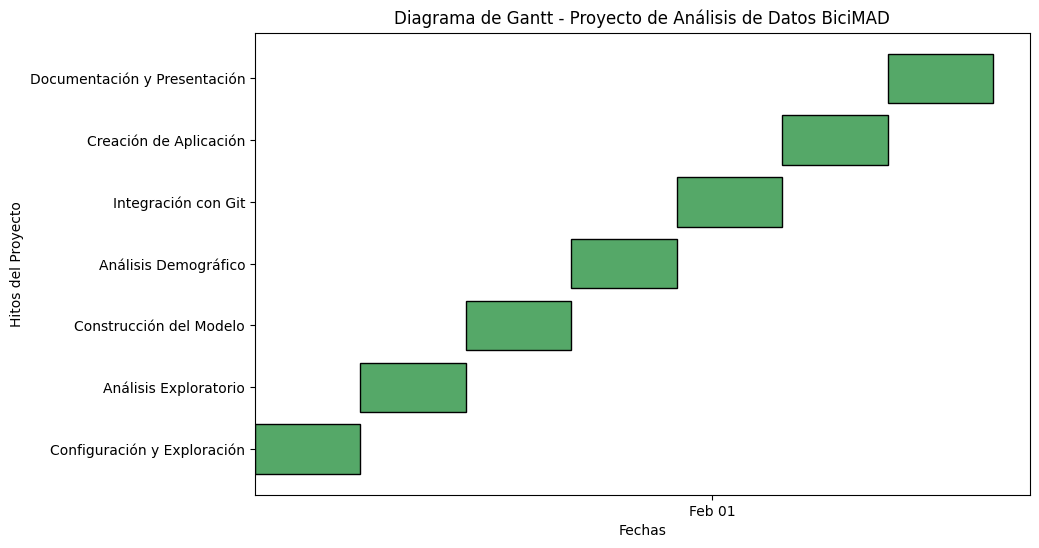 Diagrama de Gantt - Proyecto de Análisis de Datos BiciMAD
Hitos del Proyecto
Documentación y Presentación
Creación de Aplicación
Integración con Git
Análisis Demográfico
Construcción del Modelo
Análisis Exploratorio
Configuración y Exploración
Feb 01
Fechas